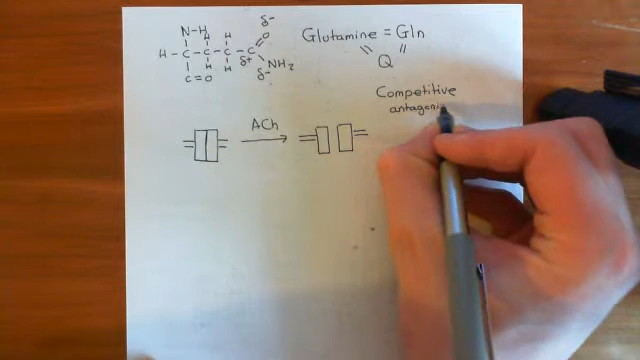 N-H
H H H δ- O
H - C - C - C - C δ+
H H NH2 δ-
C=O
Glutamine = Gln
= Q =
Competitive
antagoni
ACh